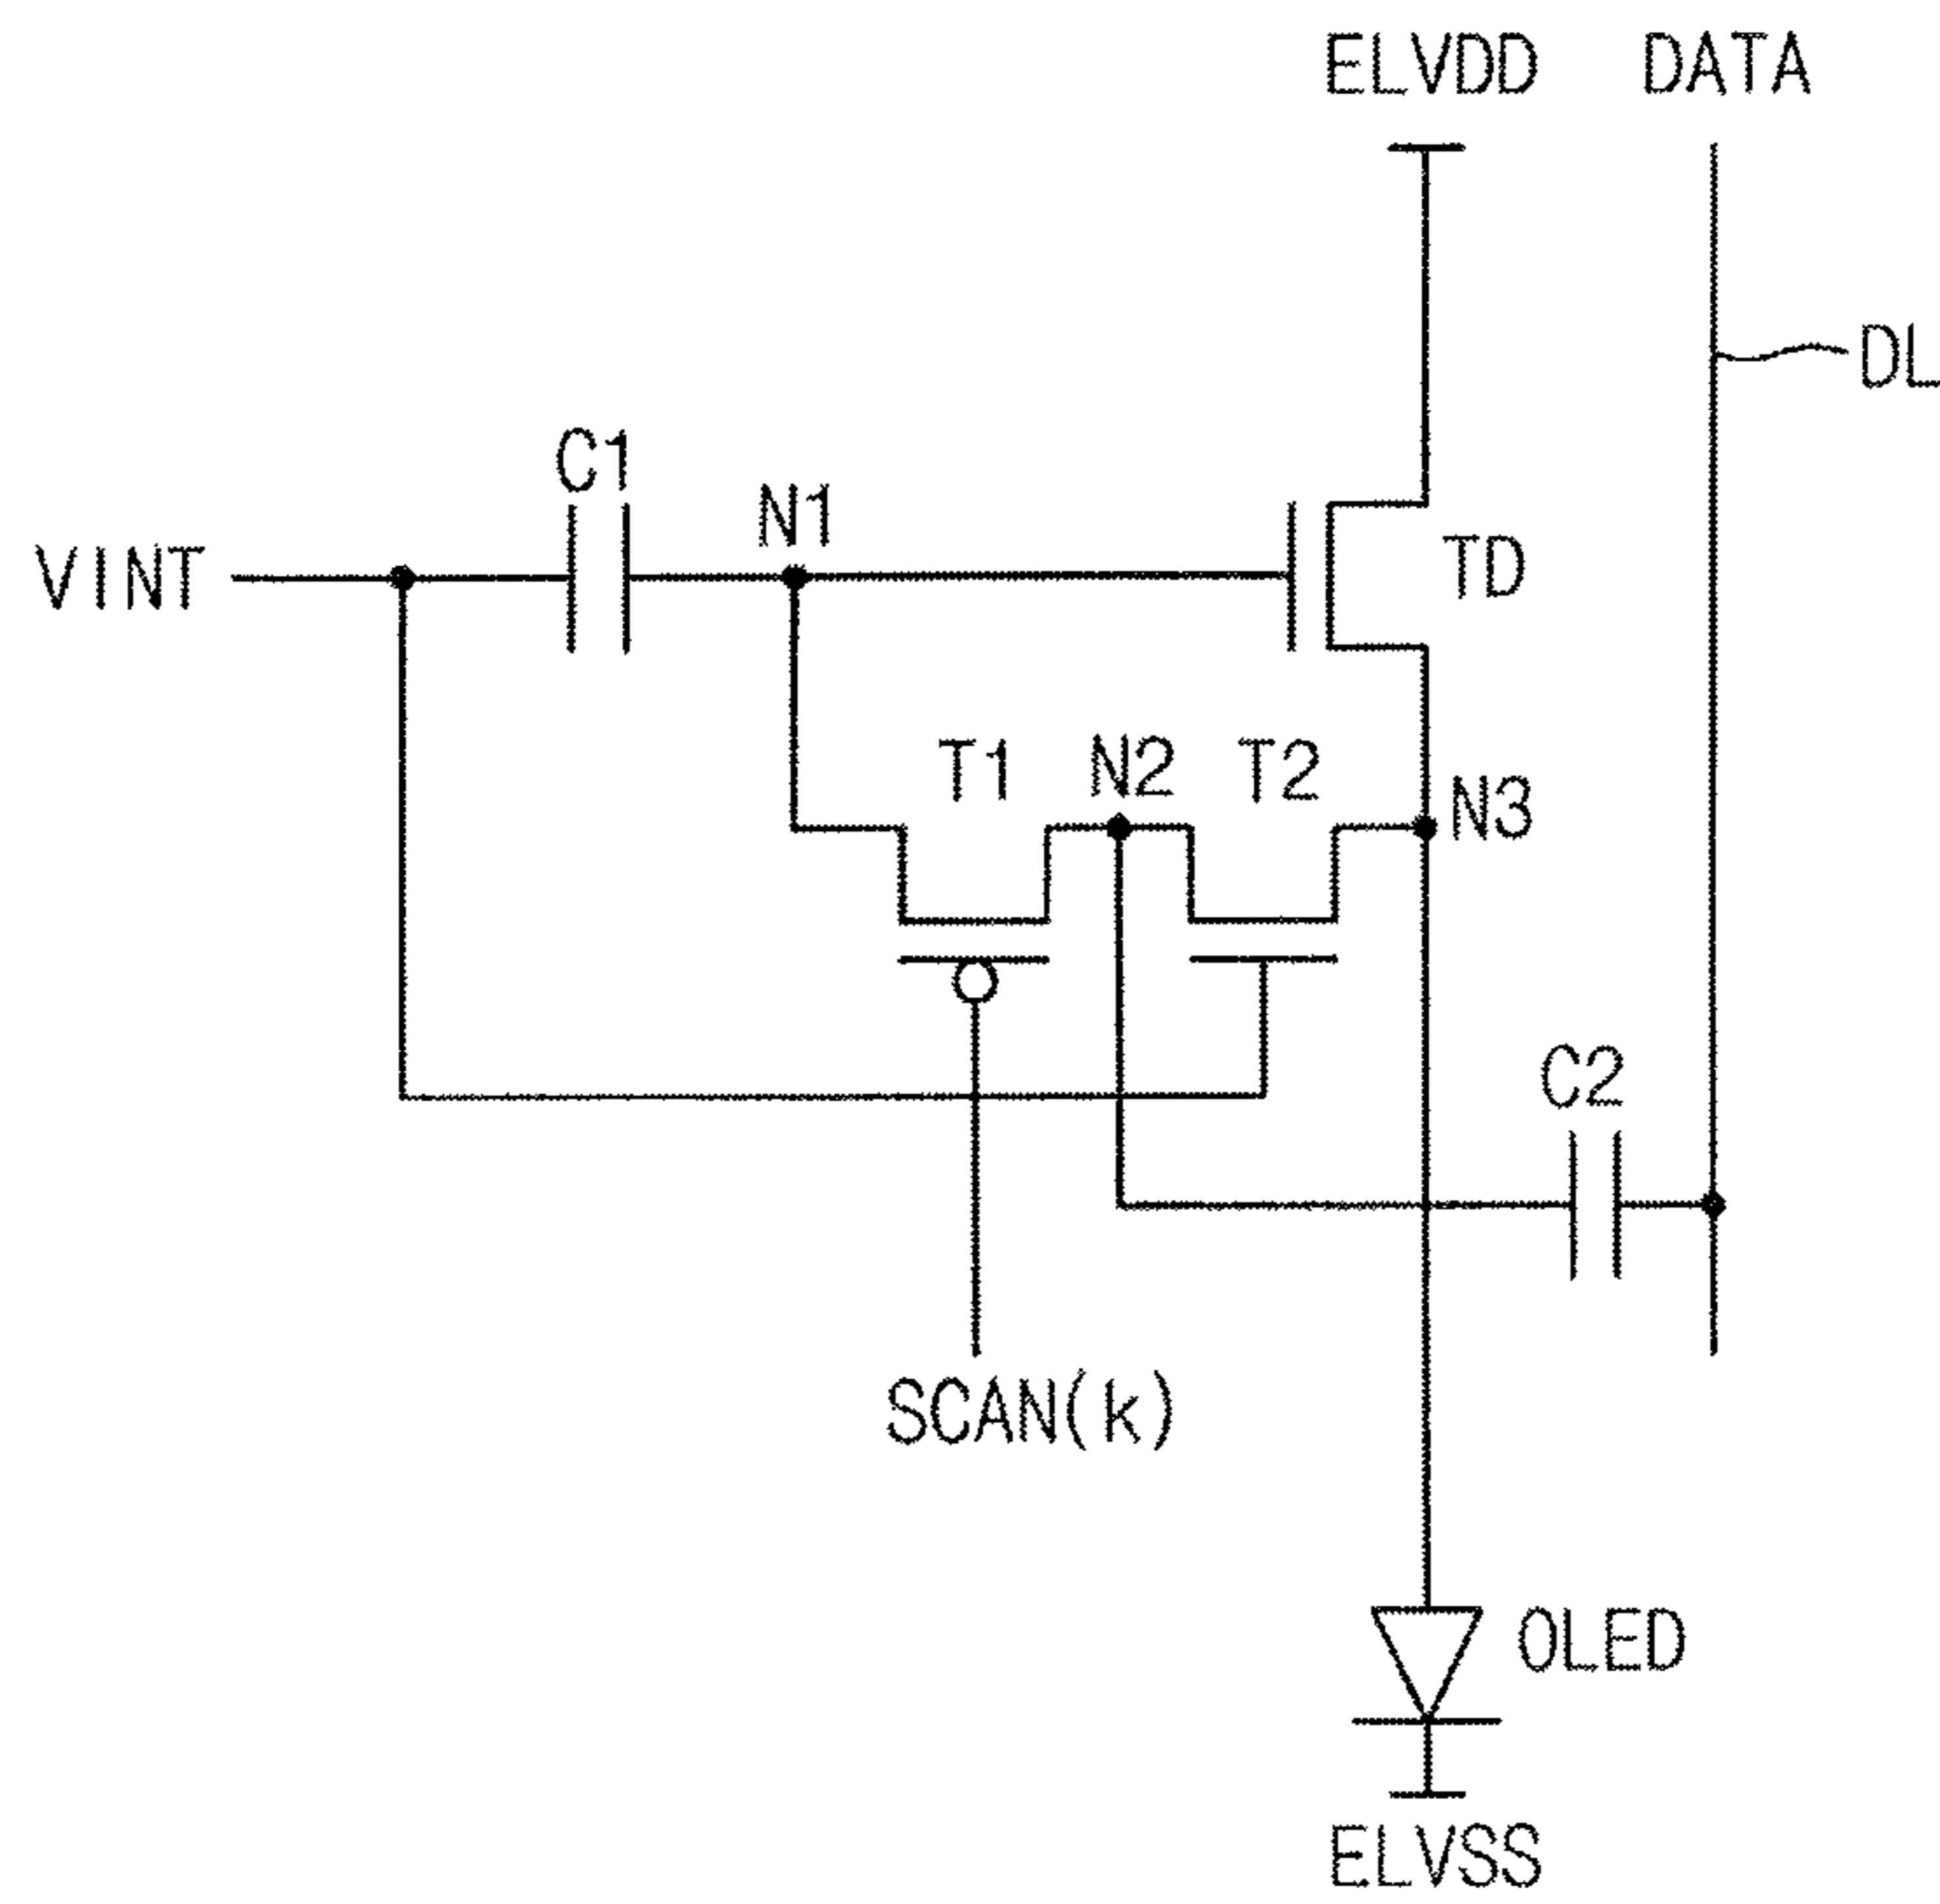 ELVDD DATA
DL
C1
N1
VINT
TD
T1 N2 T2
N3
C2
SCAN(k)
OLED
ELVSS